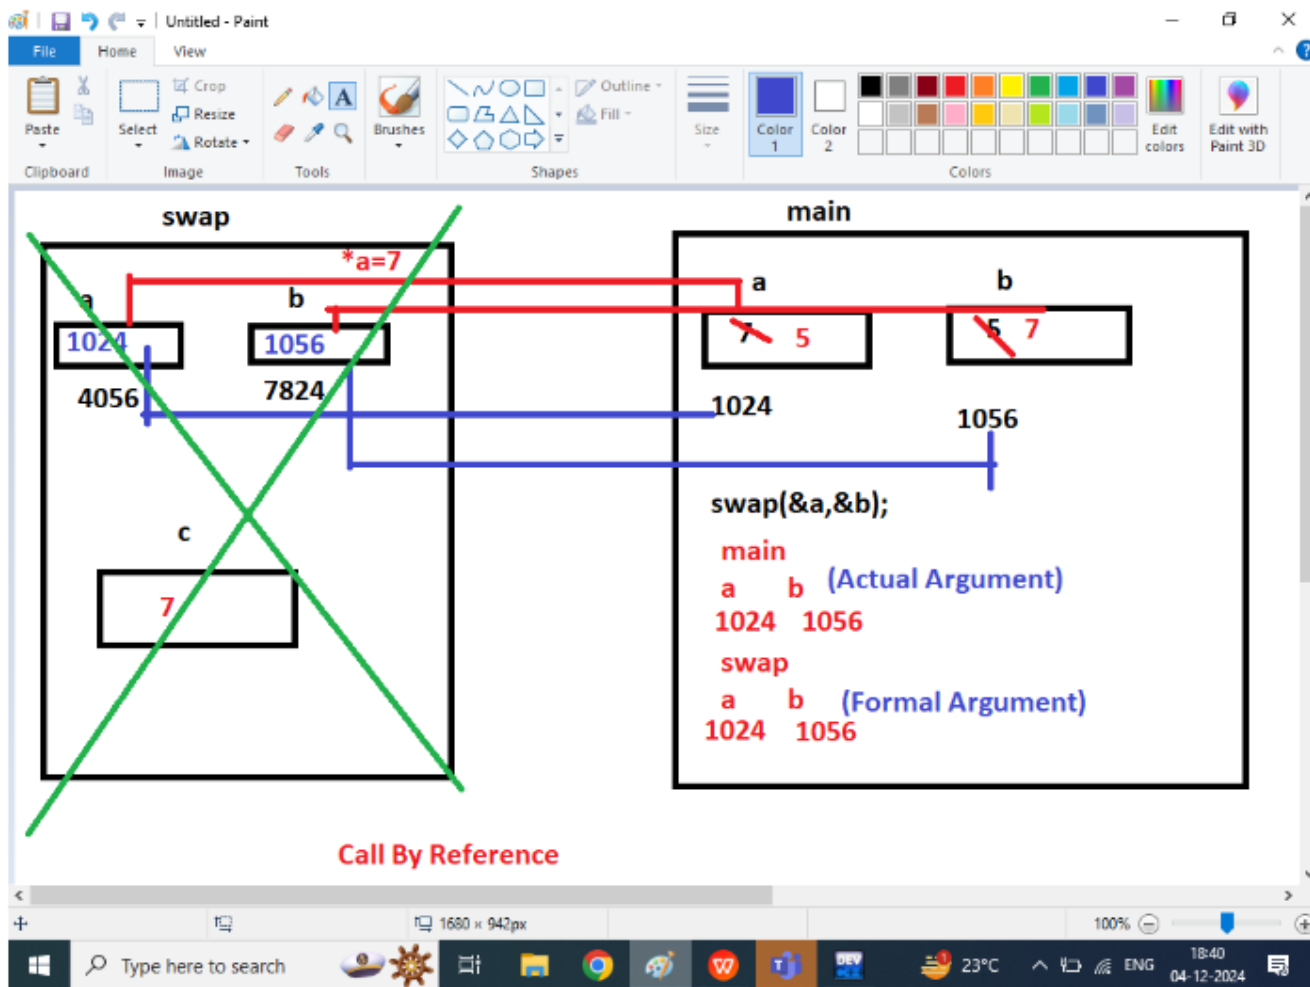 Untitled - Paint
File Home View
Paste
Clipboard
Select
Crop
Resize
Rotate
Image
A
Tools
Brushes
Shapes
Outline
Fill
Size
Color 1
Color 2
Edit colors
Colors
Edit with Paint 3D
swap
main
*a=7
a
b
1024
1056
4056
7824
c
7
a
b
7 5
5 7
1024
1056
swap(&a,&b);
main
a b (Actual Argument)
1024 1056
swap
a b (Formal Argument)
1024 1056
Call By Reference
1680 × 942px
100%
Type here to search
W
T
DEV
1
23°C
ENG
18:40
04-12-2024